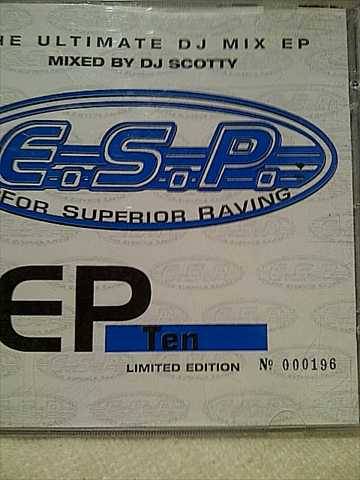 HE ULTIMATE DJ MIX EP
MIXED BY DJ SCOTTY
E.S.P.
FOR SUPERIOR RAVING
EP
Ten
LIMITED EDITION Nº 000196